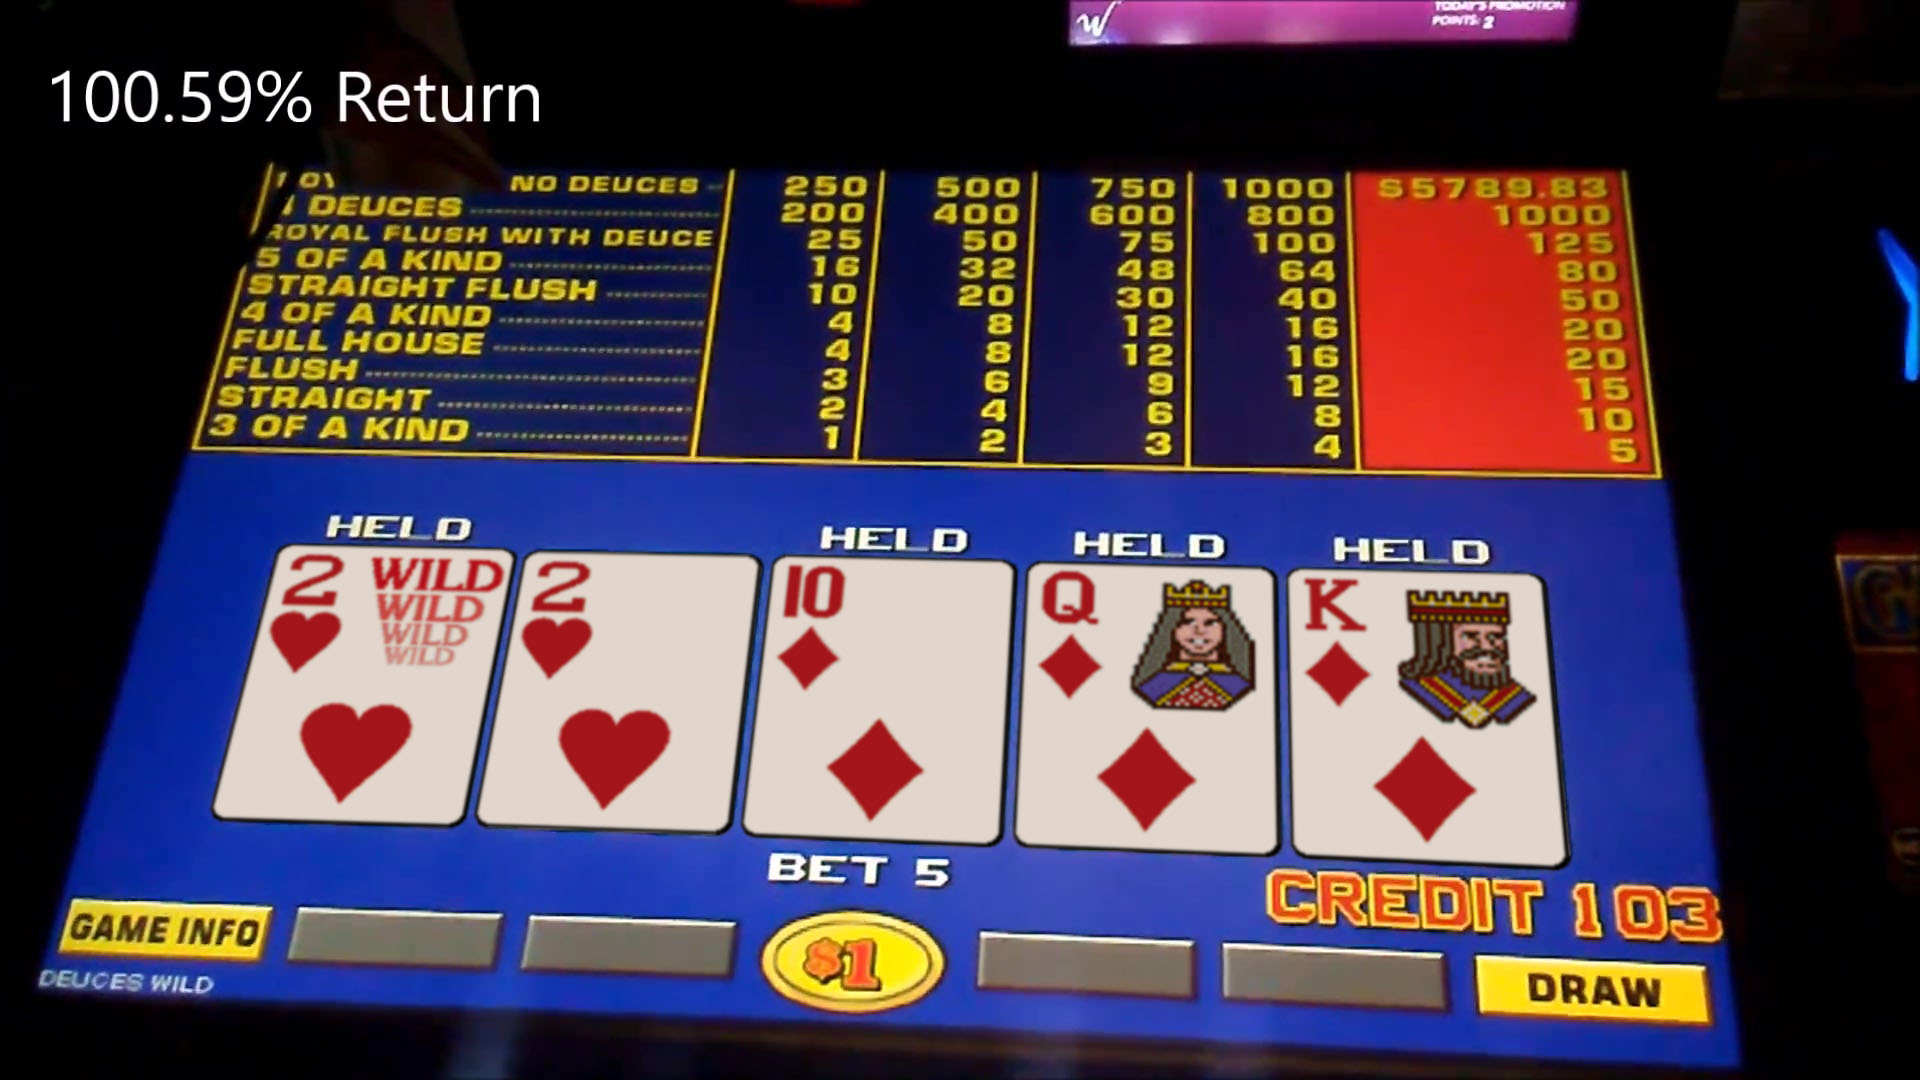 W
TODAY'S PROMOTION
POINTS: 2
100.59% Return
NO DEUCES 250 500 750 1000 $5789.83
DEUCES 200 400 600 800 1000
ROYAL FLUSH WITH DEUCE 25 50 75 100 125
5 OF A KIND 16 32 48 64 80
STRAIGHT FLUSH 10 20 30 40 50
4 OF A KIND 4 8 12 16 20
FULL HOUSE 4 8 12 16 20
FLUSH 3 6 9 12 15
STRAIGHT 2 4 6 8 10
3 OF A KIND 1 2 3 4 5
HELD HELD HELD HELD
2 WILD 2 10 Q K
WILD
WILD
WILD
BET 5
CREDIT 103
GAME INFO $1 DRAW
DEUCES WILD